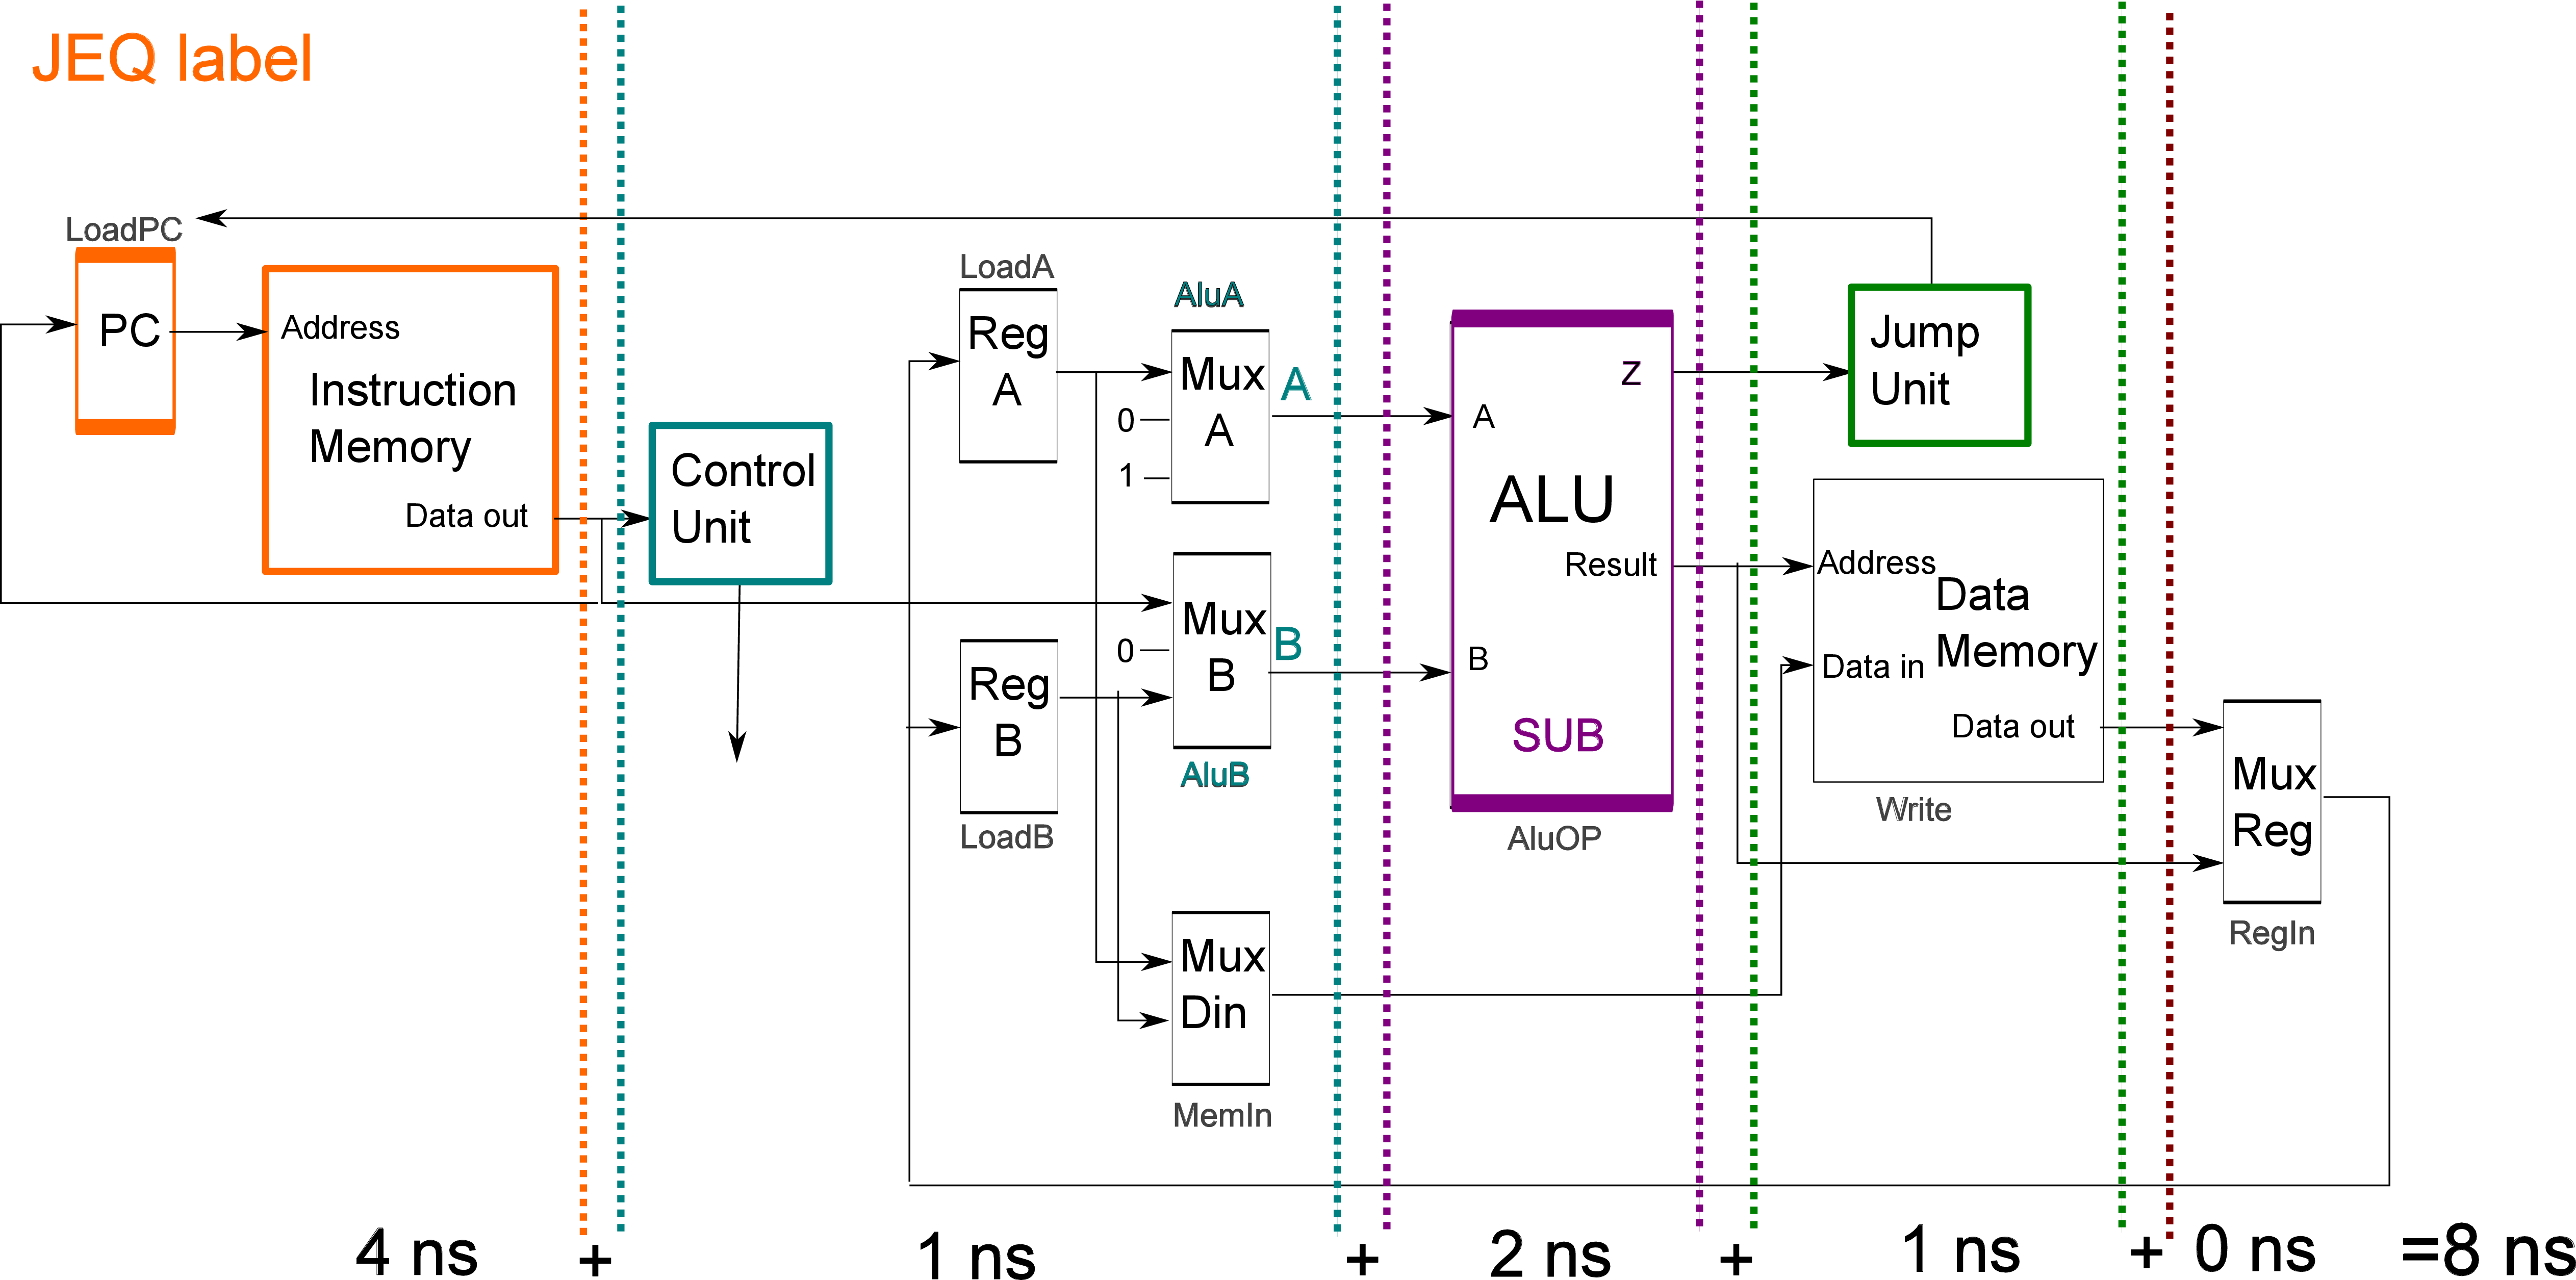 JEQ label
LoadPC
PC
Address
Instruction
Memory
Data out
Control
Unit
LoadA
Reg
A
AluA
Mux
A
0
1
A
Mux
B
0
B
AluB
Reg
B
LoadB
Mux
Din
MemIn
A
z
ALU
Result
B
SUB
AluOP
Jump
Unit
Address
Data
Memory
Data in
Data out
Write
Mux
Reg
RegIn
4 ns + 1 ns + 2 ns + 1 ns + 0 ns =8 ns